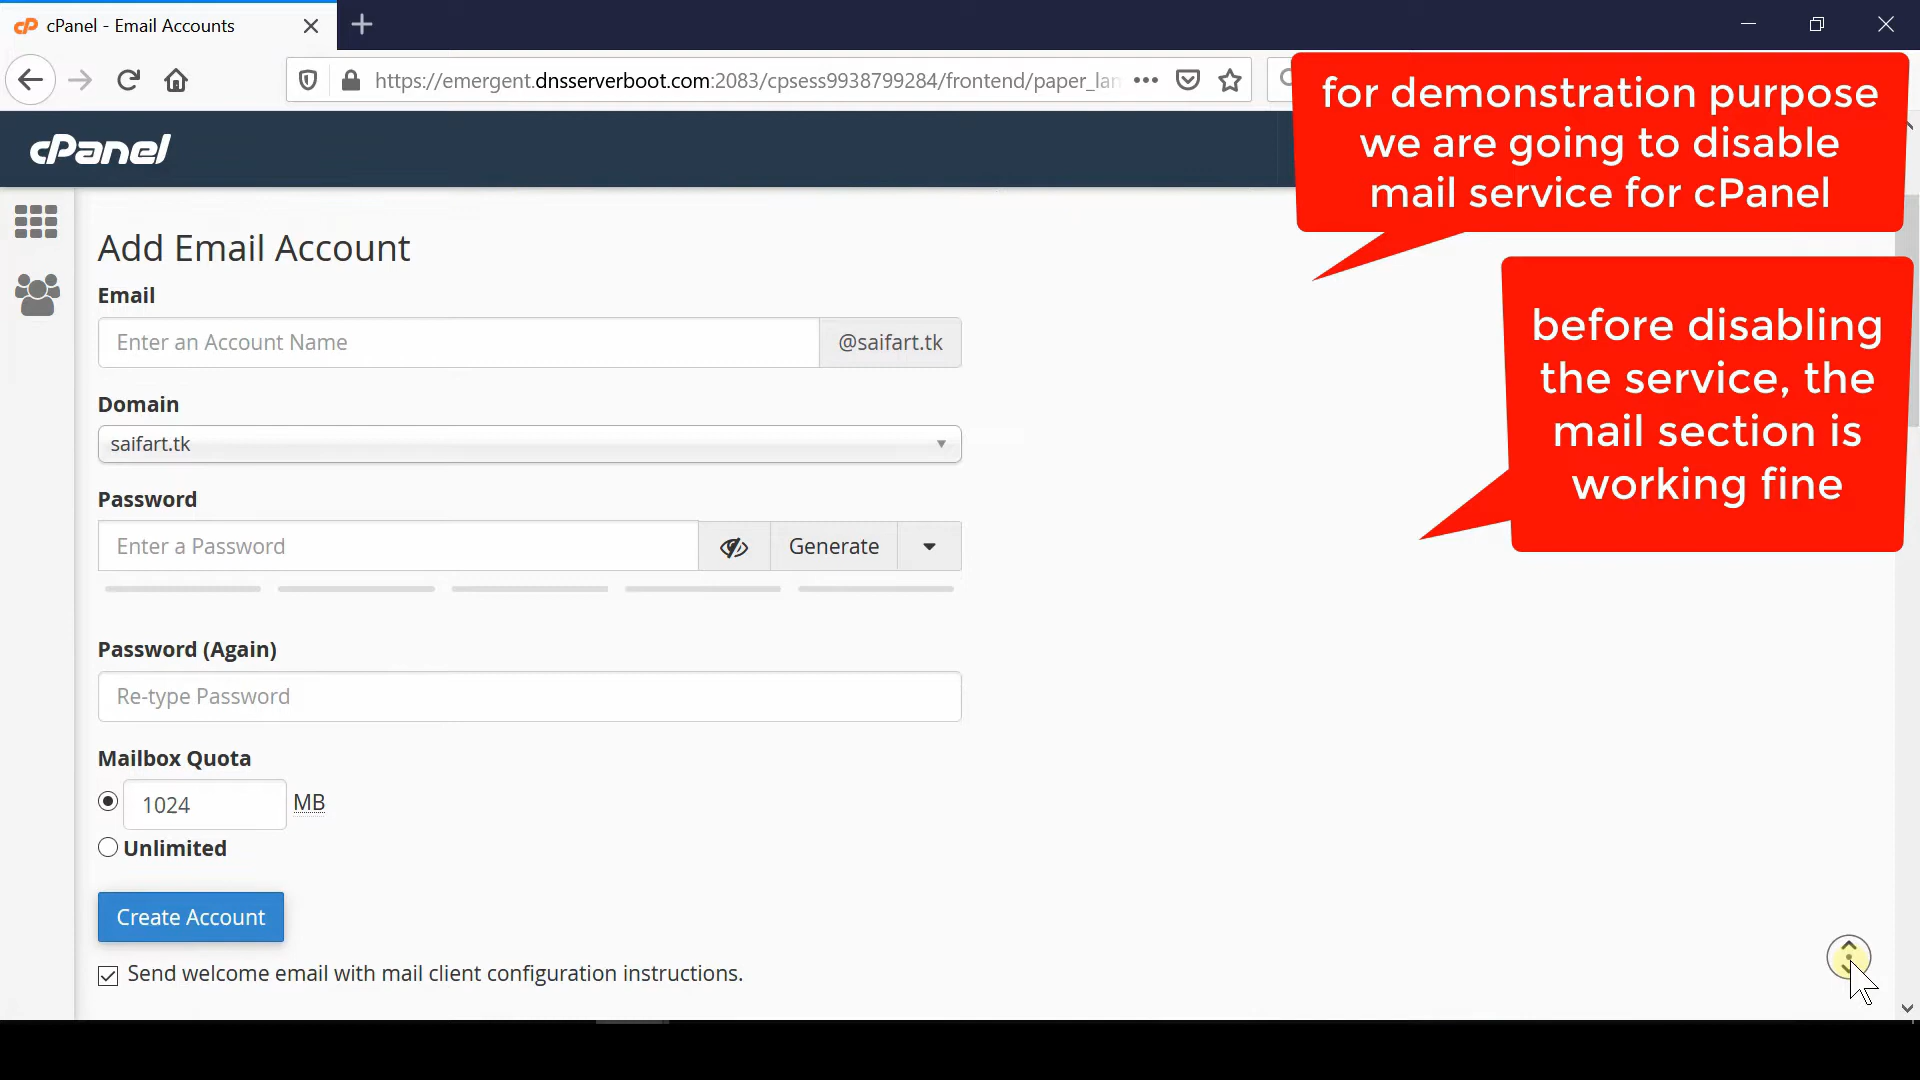 cPanel - Email Accounts
https://emergent.dnsserverboot.com:2083/cpsess9938799284/frontend/paper_lan
for demonstration purpose
we are going to disable
mail service for cPanel
cPanel
before disabling
the service, the
mail section is
working fine
Add Email Account
Email
Enter an Account Name
@saifart.tk
Domain
saifart.tk
Password
Enter a Password
Generate
Password (Again)
Re-type Password
Mailbox Quota
1024
MB
Unlimited
Create Account
Send welcome email with mail client configuration instructions.